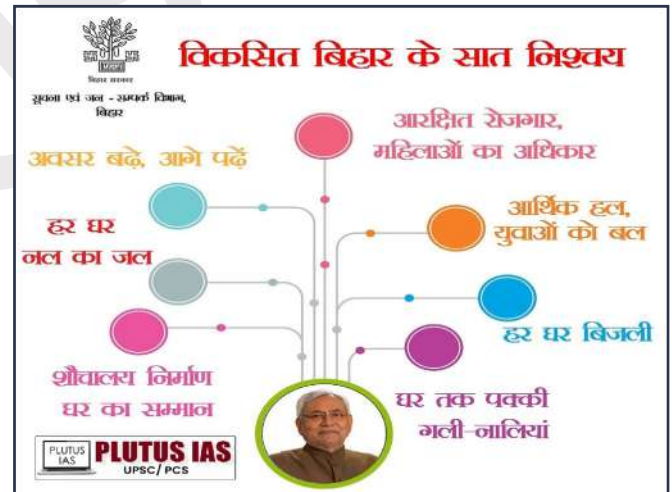 विकसित बिहार के सात निश्चय
बिहार सरकार
सूचना एवं जन - सम्पर्क विभाग,
बिहार
आरक्षित रोजगार,
महिलाओं का अधिकार
अवसर बढ़े, आगे पढ़ें
आर्थिक हल,
युवाओं को बल
हर घर
नल का जल
हर घर बिजली
शौचालय निर्माण
घर का सम्मान
घर तक पक्की
गली-नालियां
PLUTUS
IAS
PLUTUS IAS
UPSC/ PCS